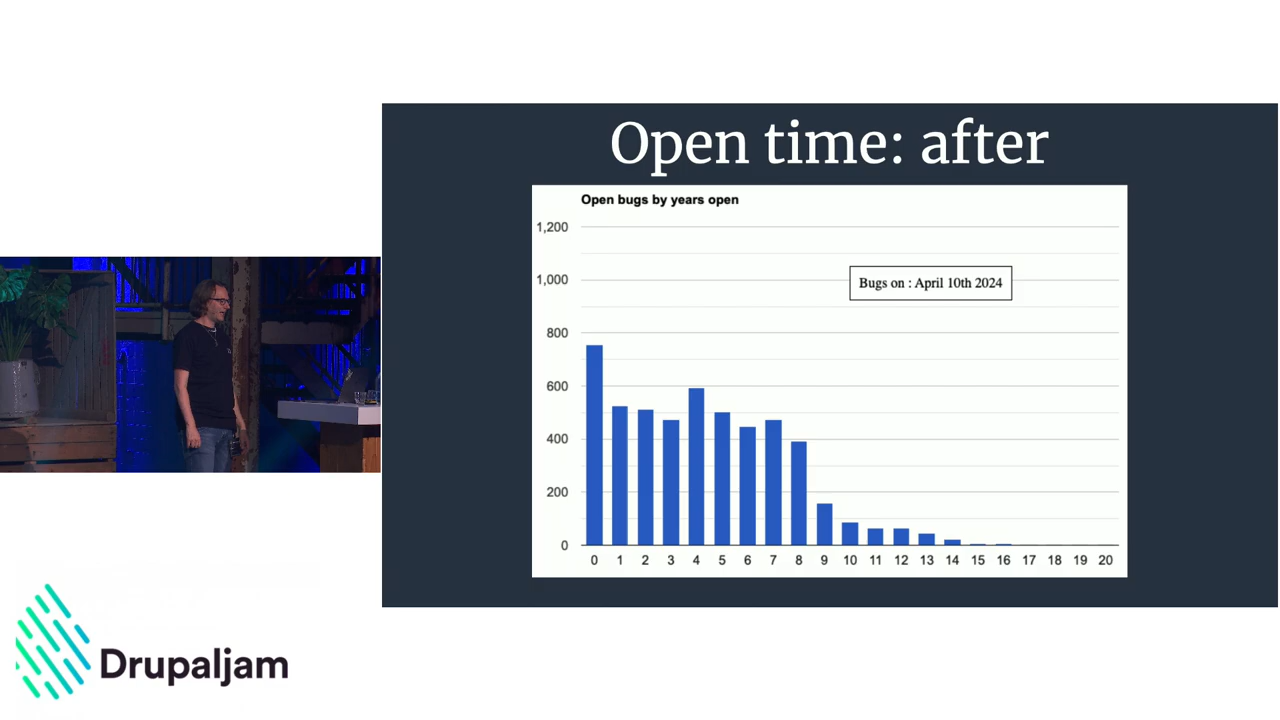 Open time: after
Open bugs by years open
1,200
1,000
800
600
400
200
0
Bugs on : April 10th 2024
0 1 2 3 4 5 6 7 8 9 10 11 12 13 14 15 16 17 18 19 20
Drupaljam